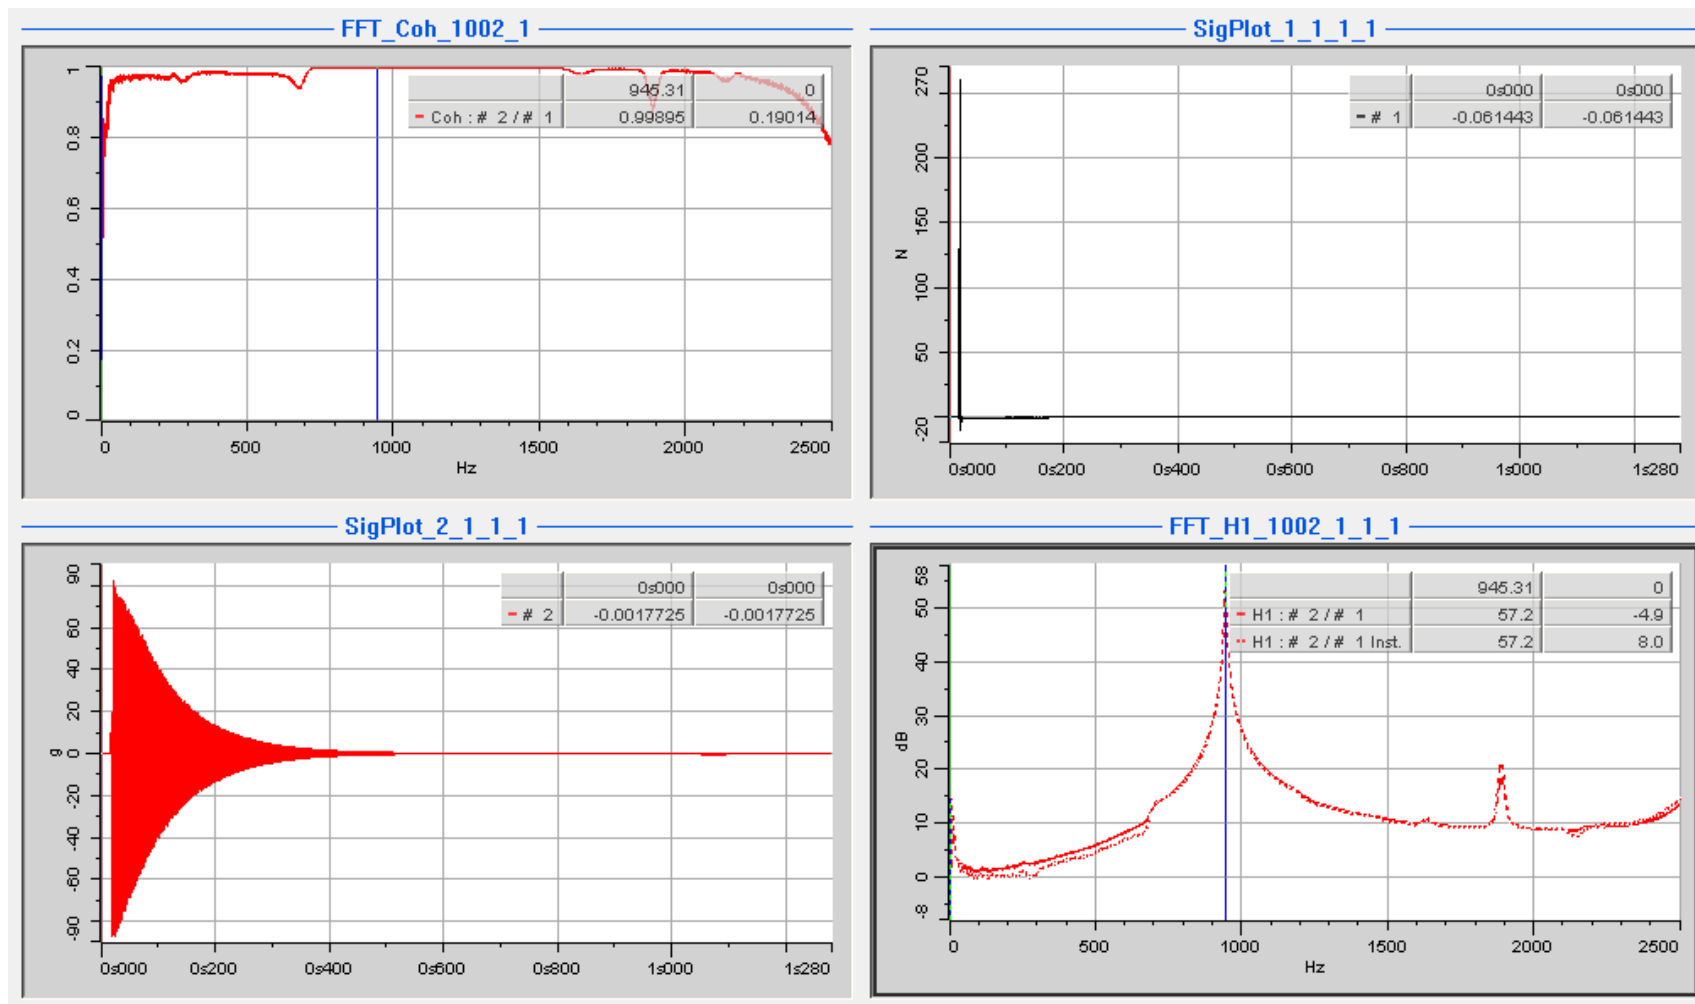 FFT_Coh_1002_1
945.31 0
Coh : # 2 / # 1 0.99895 0.19014
1
0.8
0.6
0.4
0.2
0
0 500 1000 1500 2000 2500
Hz
SigPlot_1_1_1_1
0s000 0s000
# 1 -0.061443 -0.061443
270
200
150
100
50
-20
N
0s000 0s200 0s400 0s600 0s800 1s000 1s280
SigPlot_2_1_1_1
0s000 0s000
# 2 -0.0017725 -0.0017725
90
60
40
20
0
-20
-40
-60
-90
g
0s000 0s200 0s400 0s600 0s800 1s000 1s280
FFT_H1_1002_1_1_1
945.31 0
H1 : # 2 / # 1 57.2 -4.9
H1 : # 2 / # 1 Inst. 57.2 8.0
58
50
40
30
20
10
0
-8
dB
0 500 1000 1500 2000 2500
Hz